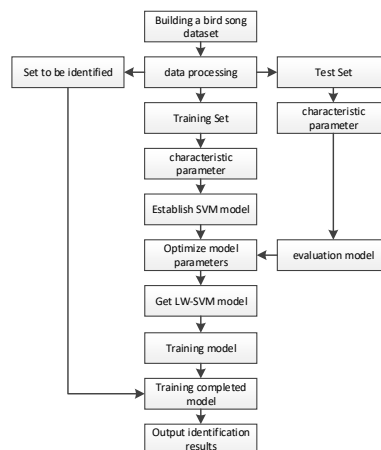 Building a bird song
dataset
Set to be identified
data processing
Test Set
Training Set
characteristic
parameter
characteristic
parameter
Establish SVM model
Optimize model
parameters
evaluation model
Get LW-SVM model
Training model
Training completed
model
Output identification
results